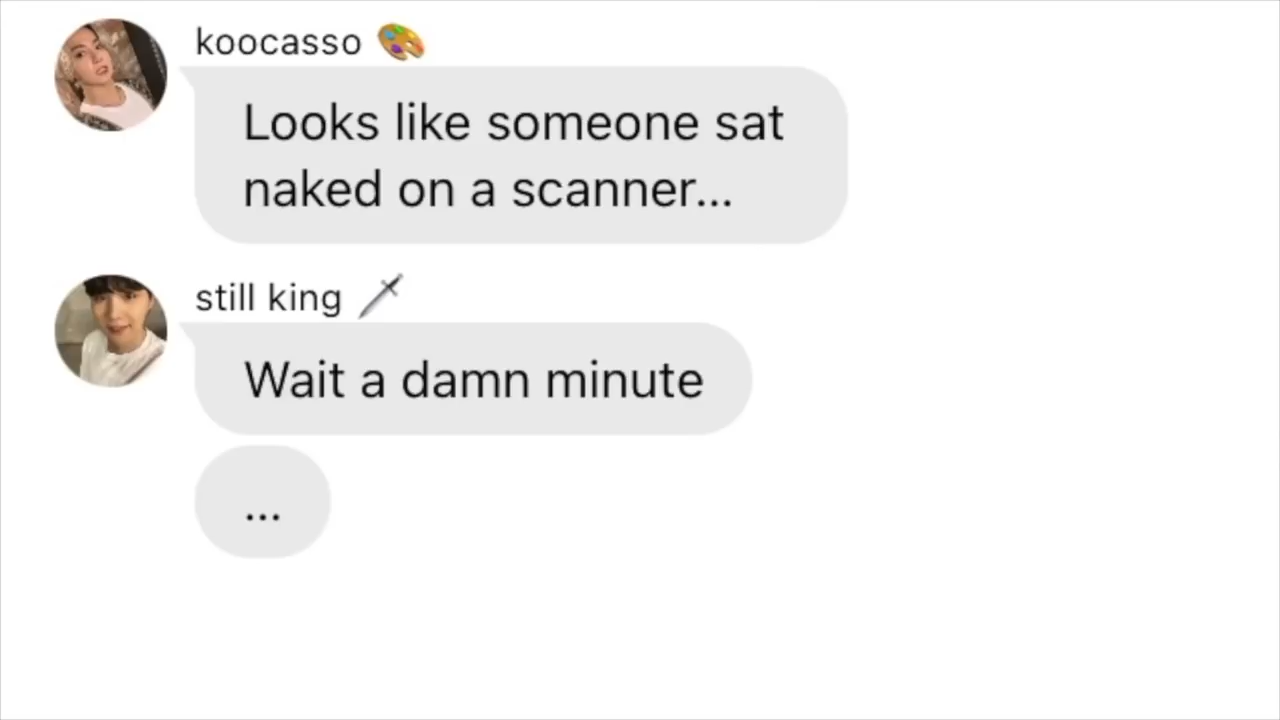 koocasso 🎨
Looks like someone sat
naked on a scanner...
still king 🗡
Wait a damn minute
...